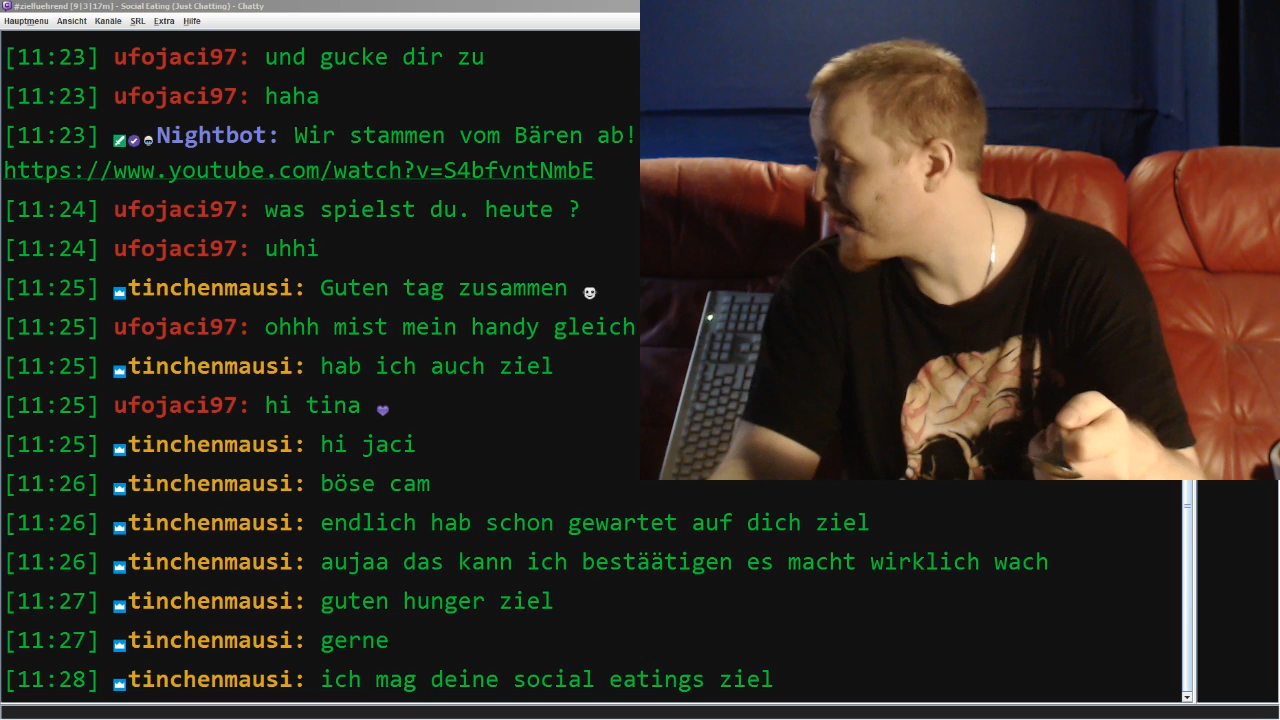 #zielfuehrend [9|3|17m] - Social Eating (Just Chatting) - Chatty
Hauptmenu Ansicht Kanäle SRL Extra Hilfe
[11:23] ufojaci97: und gucke dir zu
[11:23] ufojaci97: haha
[11:23] Nightbot: Wir stammen vom Bären ab!
https://www.youtube.com/watch?v=S4bfvntNmbE
[11:24] ufojaci97: was spielst du. heute ?
[11:24] ufojaci97: uhhi
[11:25] tinchenmausi: Guten tag zusammen
[11:25] ufojaci97: ohhh mist mein handy gleich
[11:25] tinchenmausi: hab ich auch ziel
[11:25] ufojaci97: hi tina
[11:25] tinchenmausi: hi jaci
[11:26] tinchenmausi: böse cam
[11:26] tinchenmausi: endlich hab schon gewartet auf dich ziel
[11:26] tinchenmausi: aujaa das kann ich bestäätigen es macht wirklich wach
[11:27] tinchenmausi: guten hunger ziel
[11:27] tinchenmausi: gerne
[11:28] tinchenmausi: ich mag deine social eatings ziel